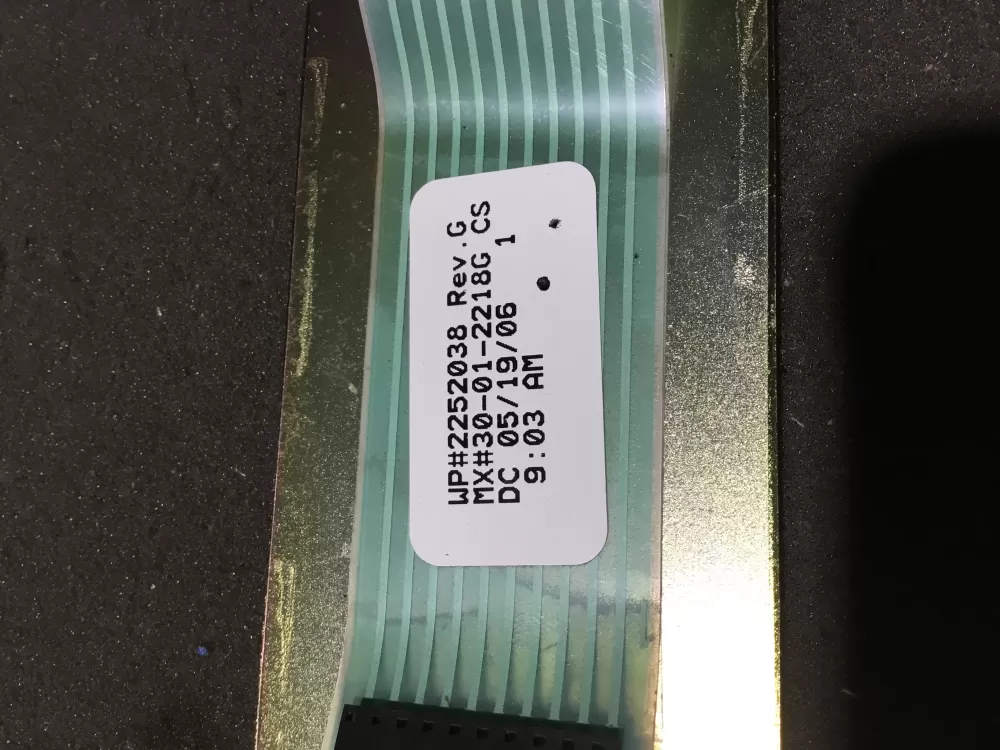 WP#2252038 Rev.G
MX#30-01-2218G CS
DC 05/19/06 1
9:03 AM